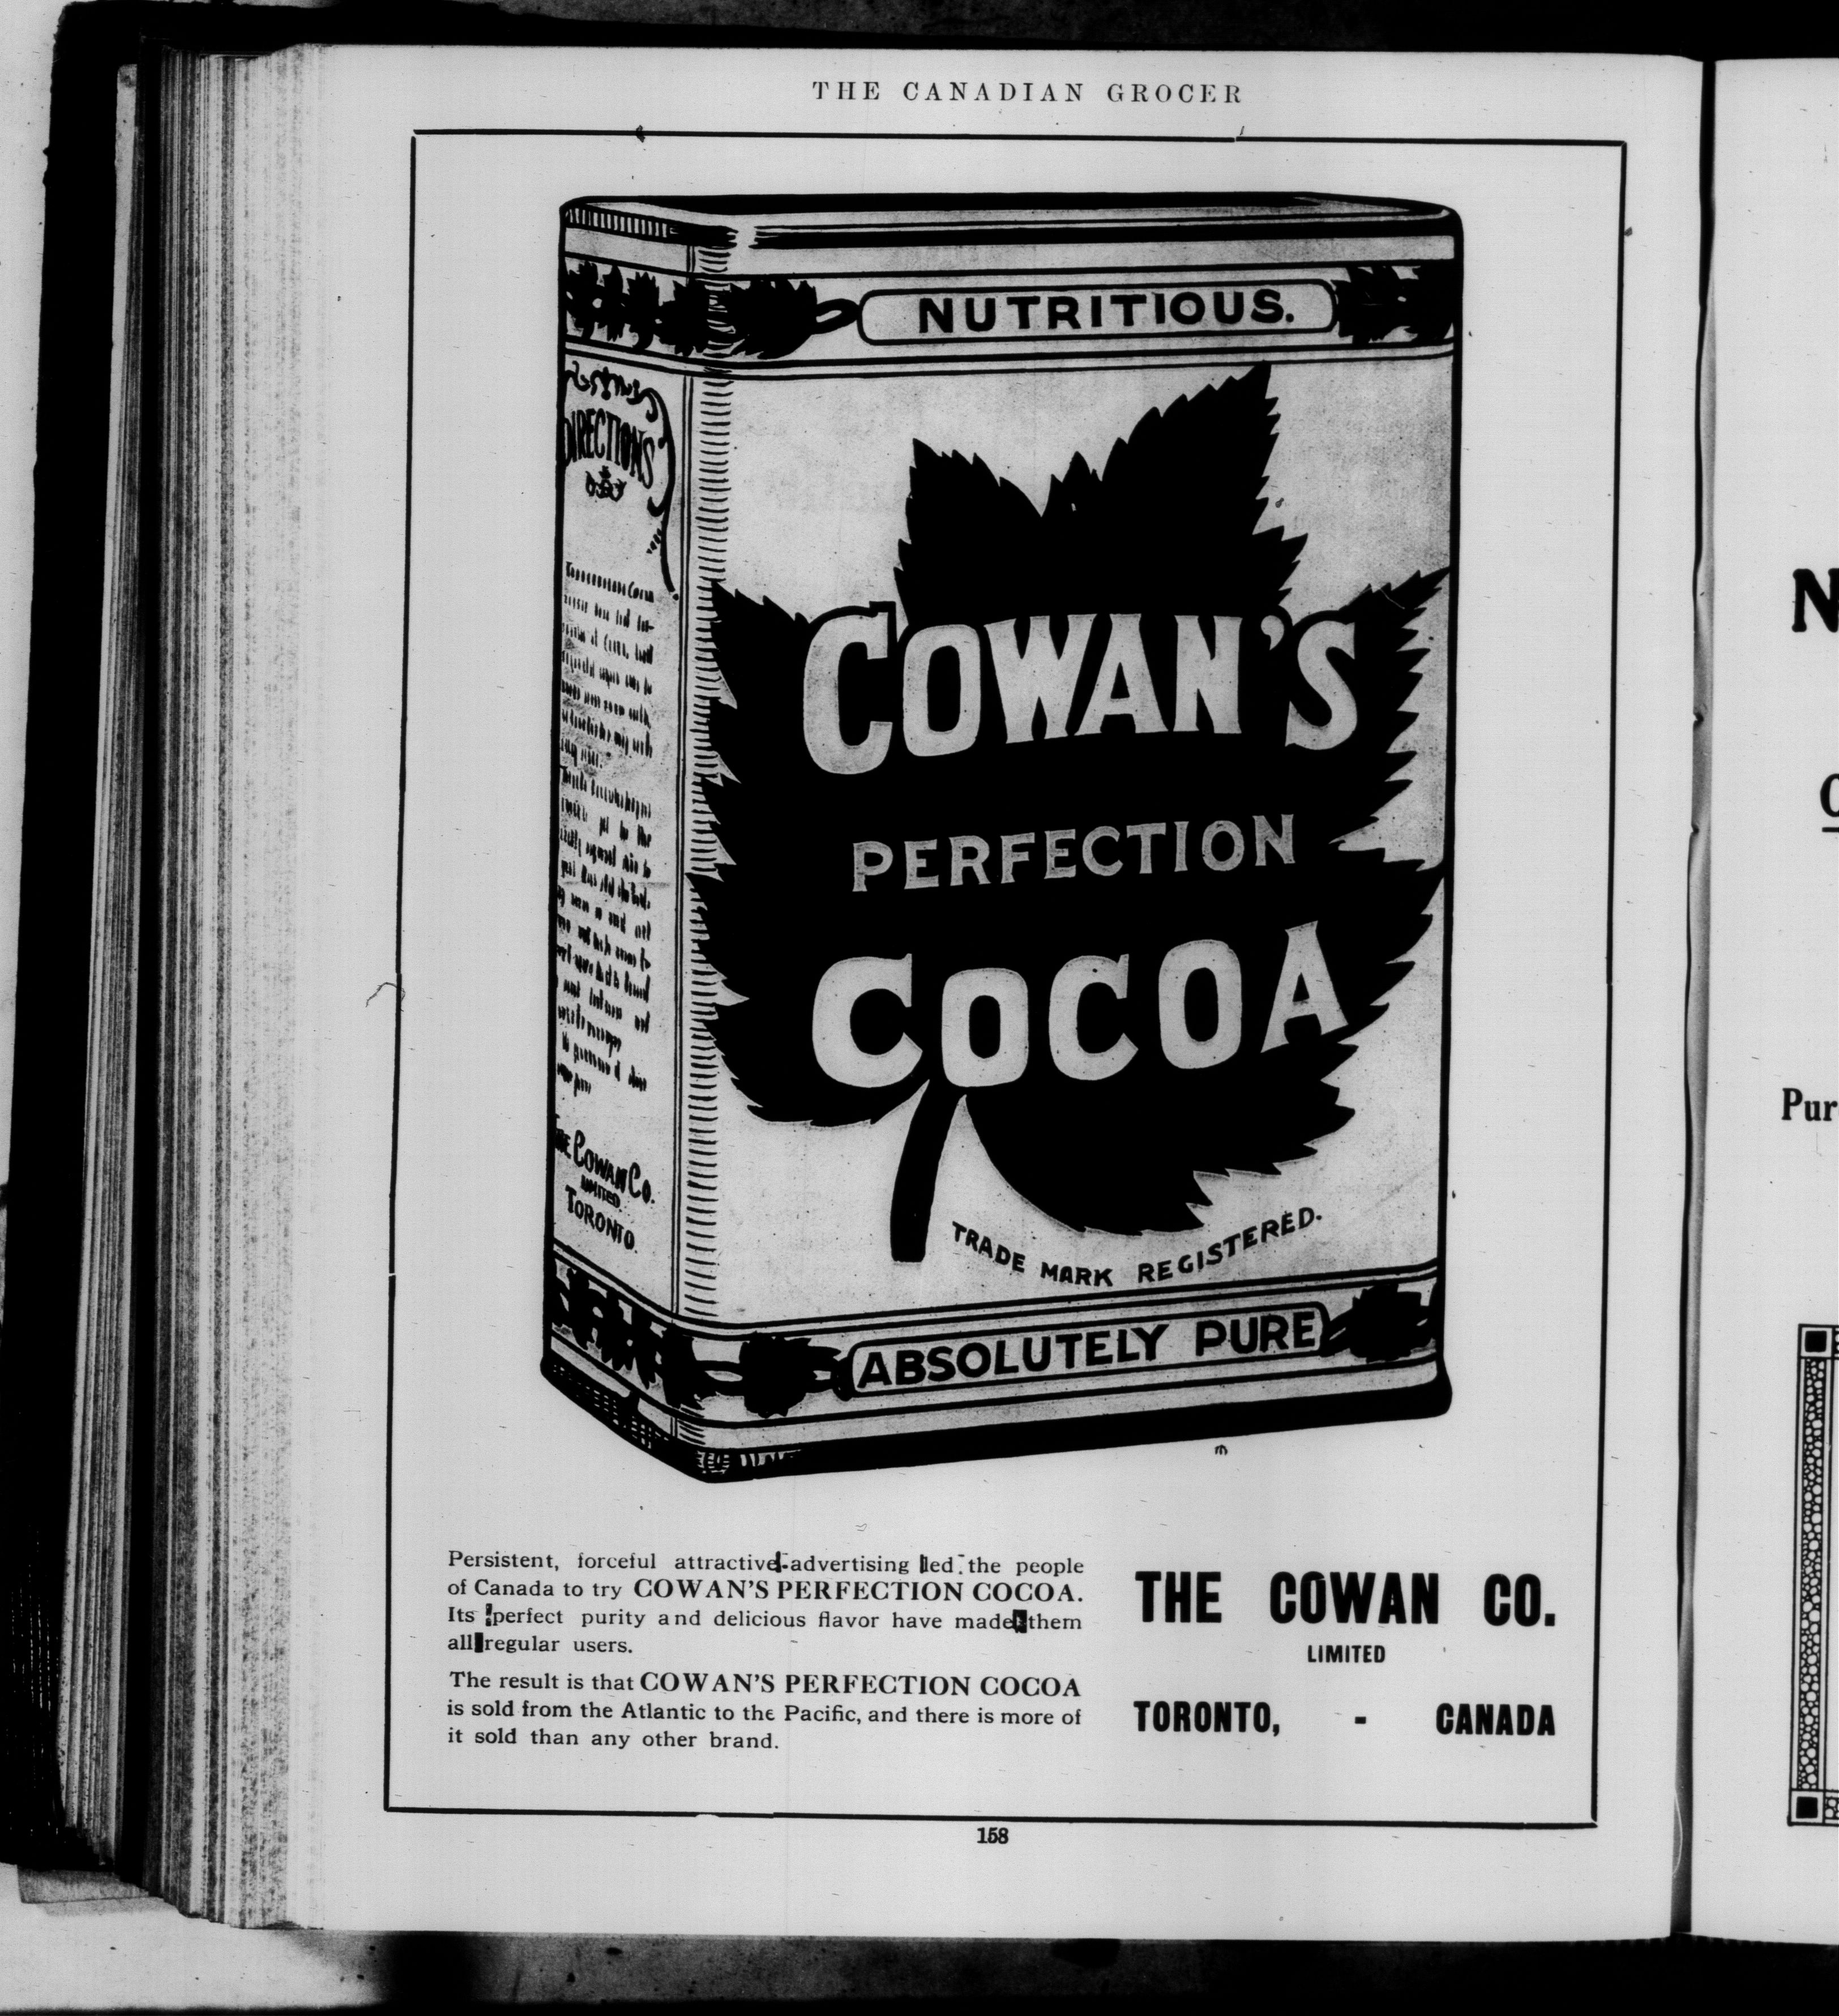 THE CANADIAN GROCER
NUTRITIOUS.
DIRECTIONS
COWAN'S
PERFECTION
COCOA
THE COWAN CO.
LIMITED
TORONTO.
TRADE MARK REGISTERED.
ABSOLUTELY PURE
Persistent, forceful attractive advertising led the people
of Canada to try COWAN'S PERFECTION COCOA.
Its perfect purity and delicious flavor have made them
all regular users.
The result is that COWAN'S PERFECTION COCOA
is sold from the Atlantic to the Pacific, and there is more of
it sold than any other brand.
THE COWAN CO.
LIMITED
TORONTO, - CANADA
158
N
Pur